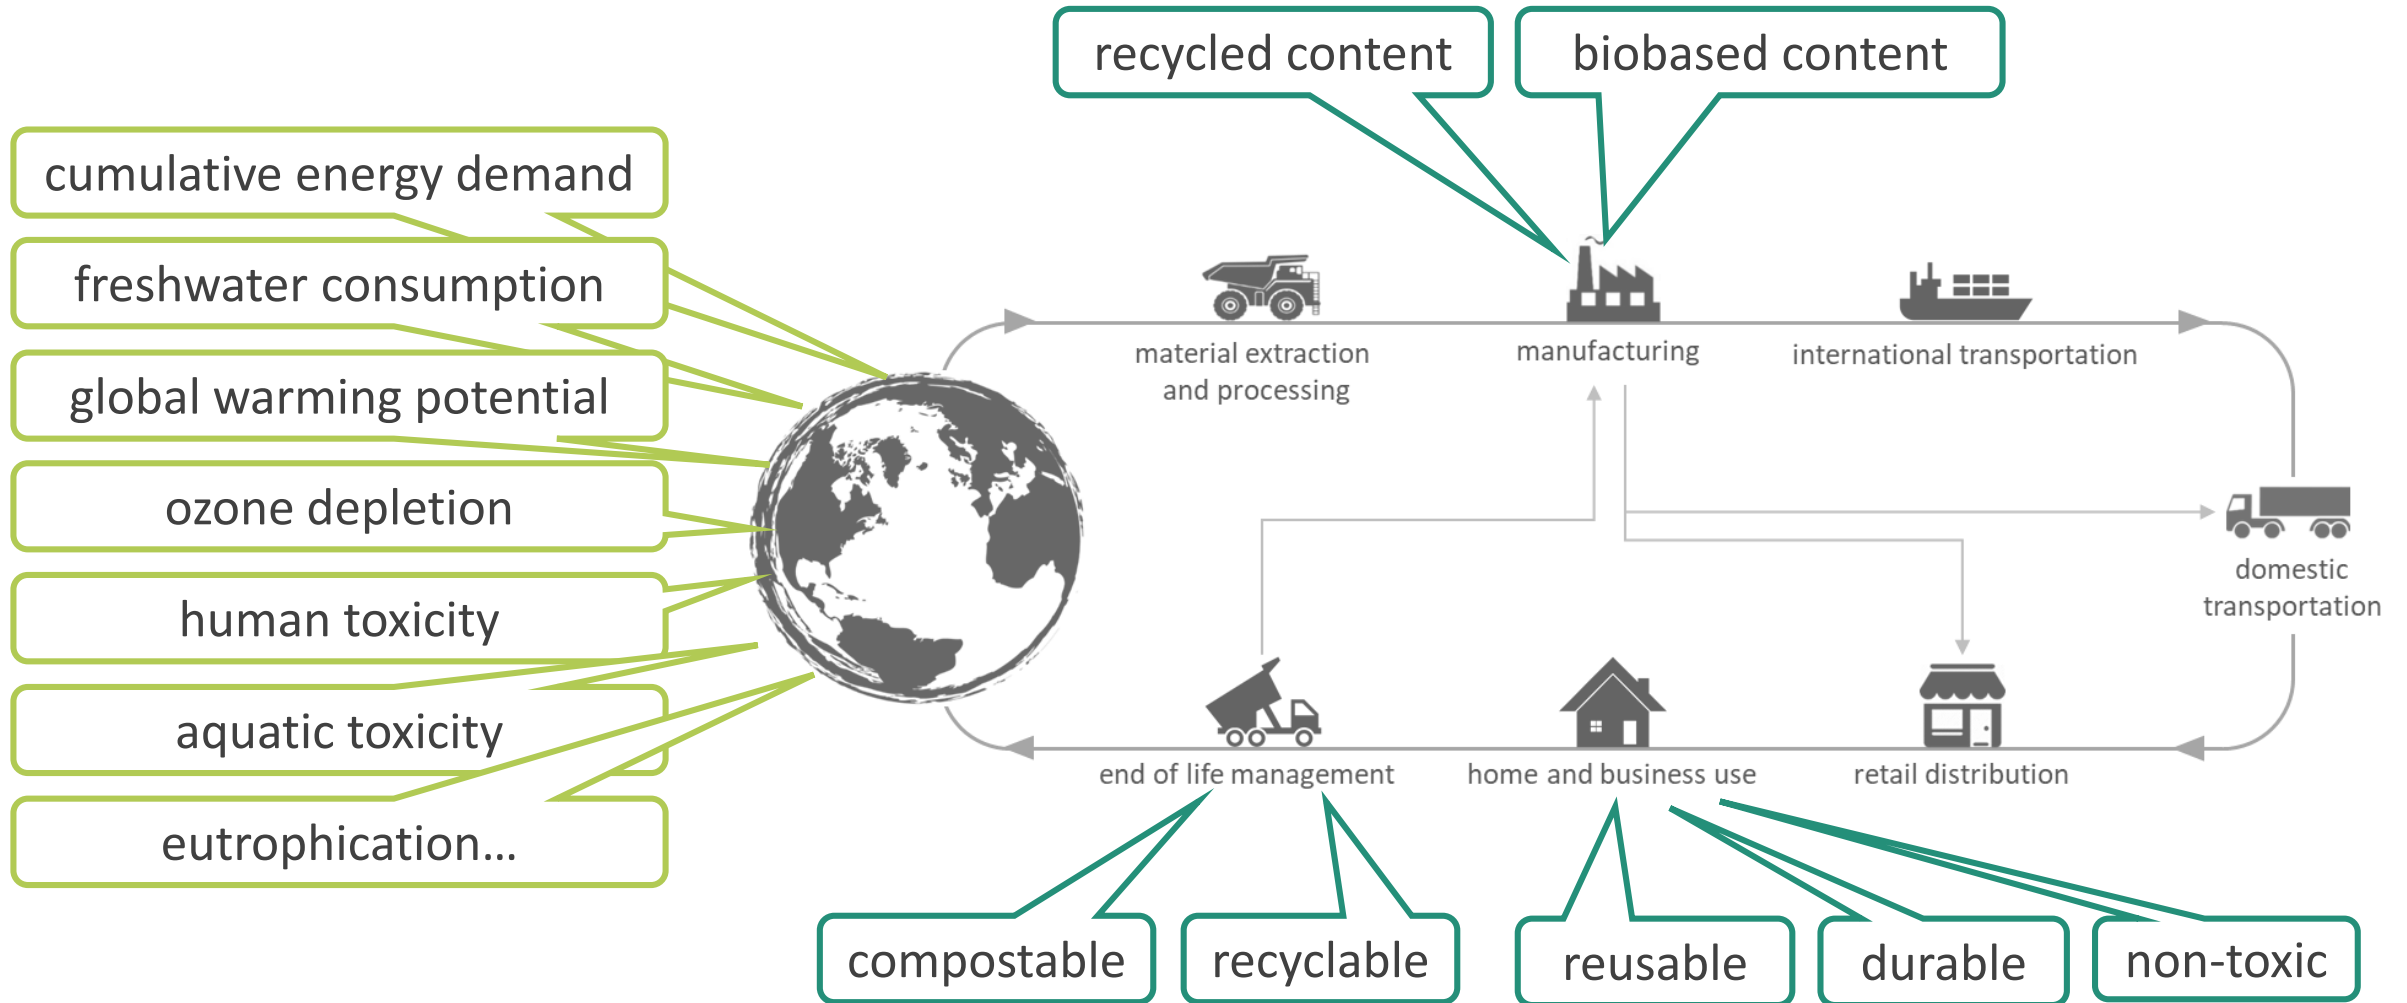 recycled content
biobased content
cumulative energy demand
freshwater consumption
global warming potential
ozone depletion
human toxicity
aquatic toxicity
eutrophication...
material extraction
and processing
manufacturing
international transportation
domestic
transportation
end of life management
home and business use
retail distribution
compostable
recyclable
reusable
durable
non-toxic